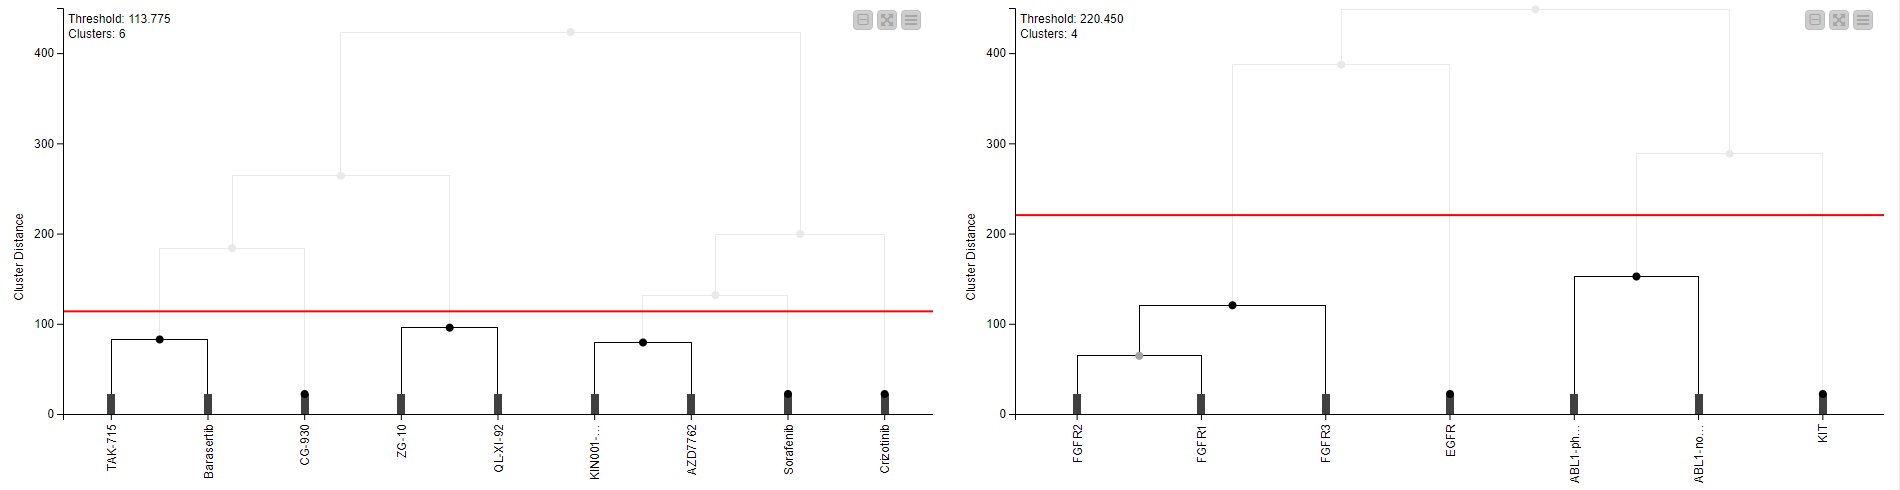 Threshold: 113.775
Clusters: 6
400
300
200
100
0
Cluster Distance
TAK-715
Barasertib
CG-930
ZG-10
QL-XI-92
KIN001-...
AZD7762
Sorafenib
Crizotinib
Threshold: 220.450
Clusters: 4
400
300
200
100
0
Cluster Distance
FGFR2
FGFR1
FGFR3
EGFR
ABL1-ph...
ABL1-no...
KIT